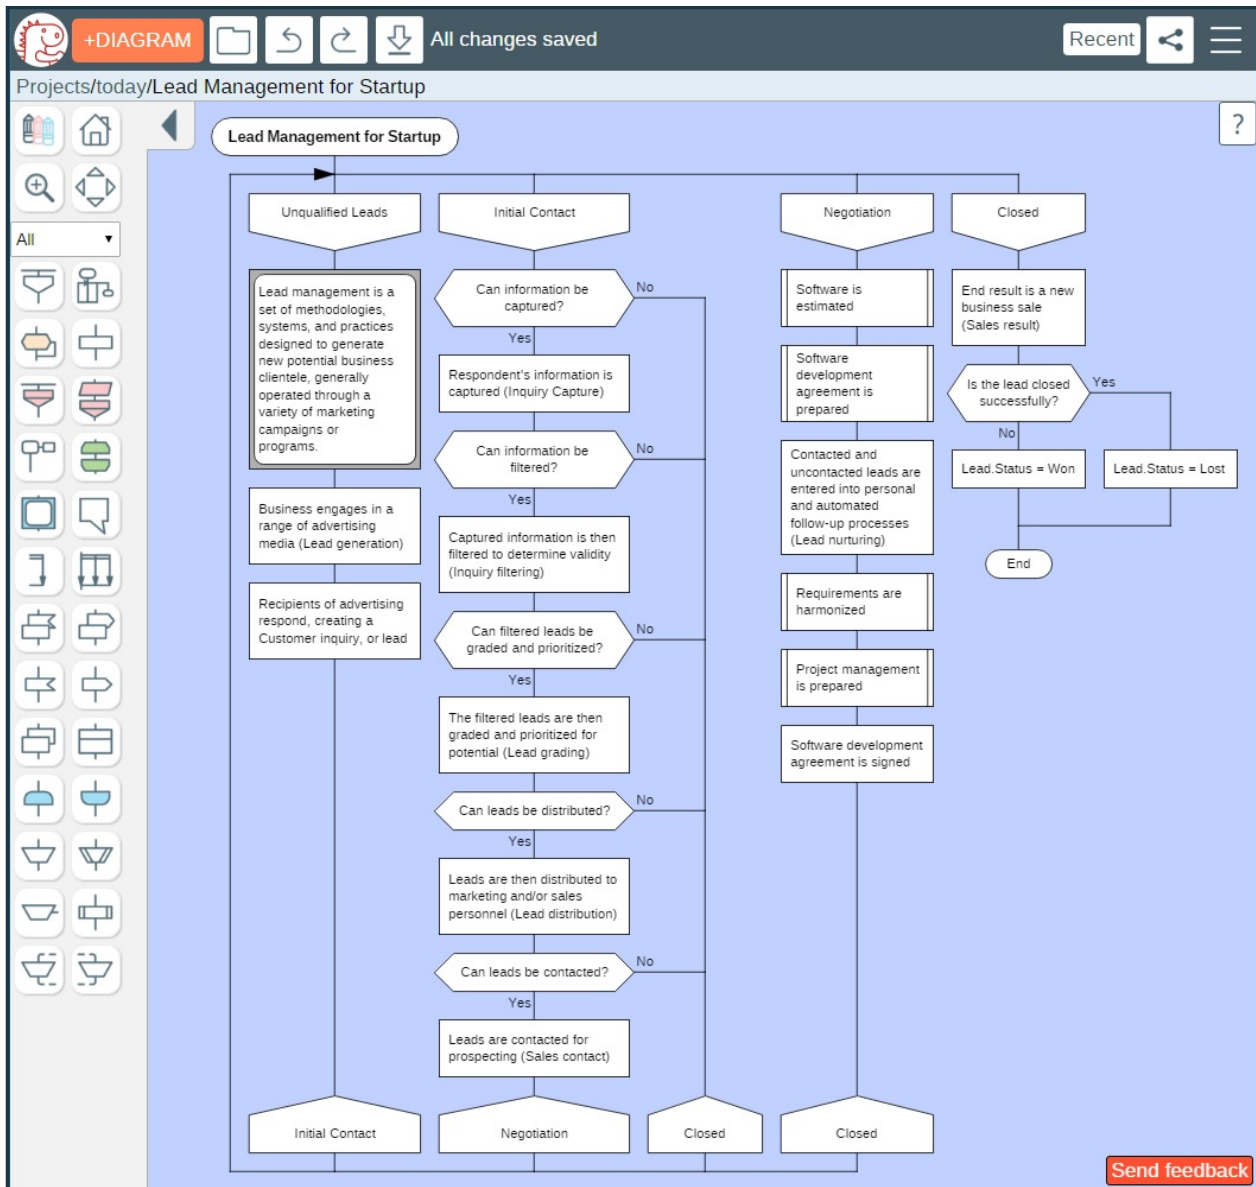 +DIAGRAM
All changes saved
Recent
Projects/today/Lead Management for Startup
All
?
Lead Management for Startup
Unqualified Leads
Lead management is a
set of methodologies,
systems, and practices
designed to generate
new potential business
clientele, generally
operated through a
variety of marketing
campaigns or
programs.
Business engages in a
range of advertising
media (Lead generation)
Recipients of advertising
respond, creating a
Customer inquiry, or lead
Initial Contact
Initial Contact
Can information be
captured?
No
Yes
Respondent's information is
captured (Inquiry Capture)
Can information be
filtered?
No
Yes
Captured information is then
filtered to determine validity
(Inquiry filtering)
Can filtered leads be
graded and prioritized?
No
Yes
The filtered leads are then
graded and prioritized for
potential (Lead grading)
Can leads be distributed?
No
Yes
Leads are then distributed to
marketing and/or sales
personnel (Lead distribution)
Can leads be contacted?
No
Yes
Leads are contacted for
prospecting (Sales contact)
Negotiation
Closed
Negotiation
Software is
estimated
Software
development
agreement is
prepared
Contacted and
uncontacted leads are
entered into personal
and automated
follow-up processes
(Lead nurturing)
Requirements are
harmonized
Project management
is prepared
Software development
agreement is signed
Closed
Closed
End result is a new
business sale
(Sales result)
Is the lead closed
successfully?
Yes
No
Lead.Status = Won
Lead.Status = Lost
End
Send feedback